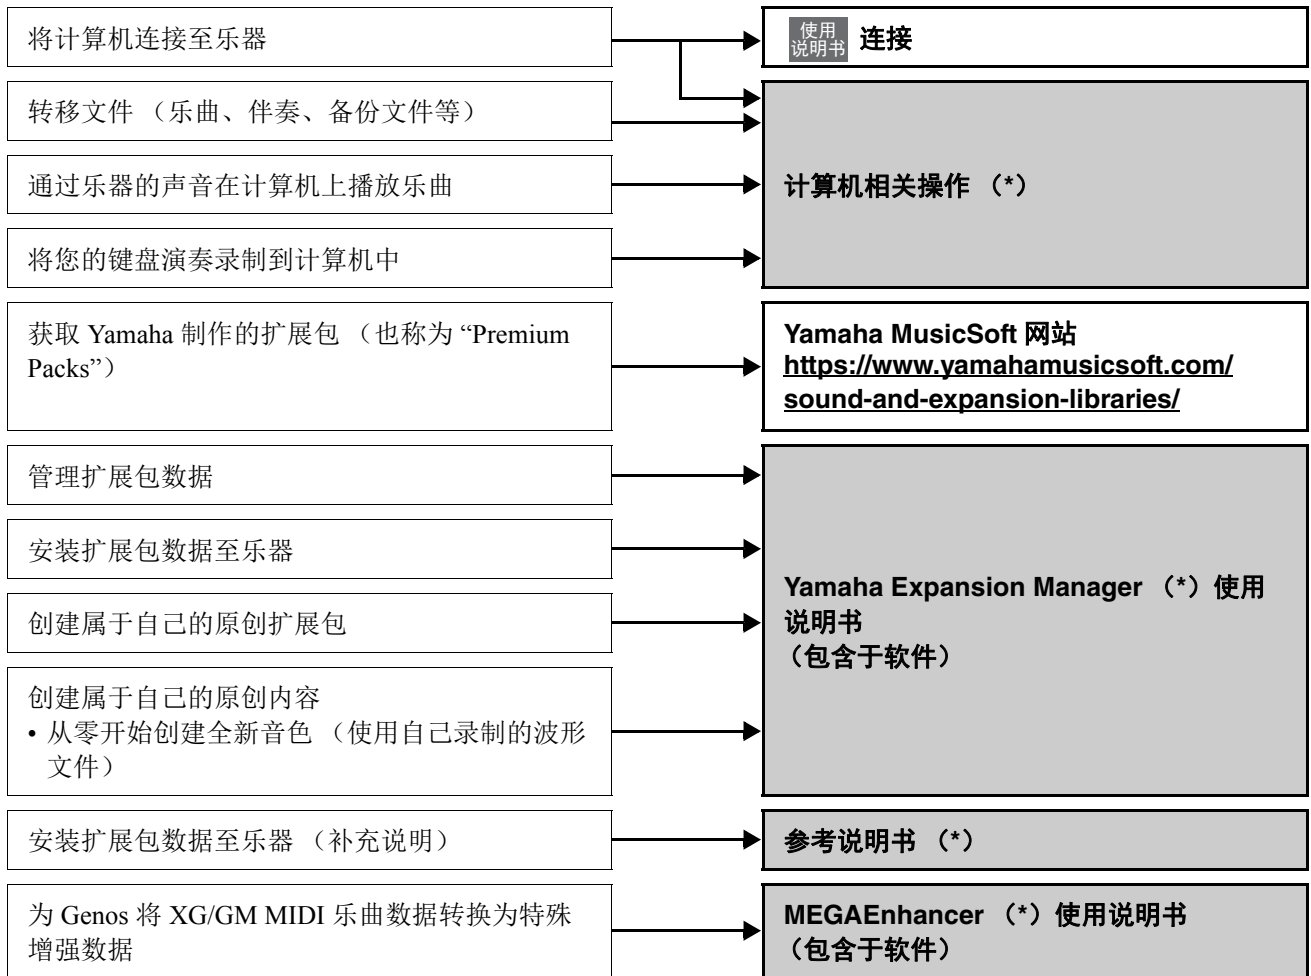 将计算机连接至乐器
使用
说明书 连接
转移文件 （乐曲、伴奏、备份文件等）
通过乐器的声音在计算机上播放乐曲
将您的键盘演奏录制到计算机中
计算机相关操作 （*）
获取 Yamaha 制作的扩展包 （也称为 “Premium
Packs”）
Yamaha MusicSoft 网站
https://www.yamahamusicsoft.com/
sound-and-expansion-libraries/
管理扩展包数据
安装扩展包数据至乐器
创建属于自己的原创扩展包
创建属于自己的原创内容
• 从零开始创建全新音色 （使用自己录制的波形
文件）
Yamaha Expansion Manager （*）使用
说明书
（包含于软件）
安装扩展包数据至乐器 （补充说明）
参考说明书 （*）
为 Genos 将 XG/GM MIDI 乐曲数据转换为特殊
增强数据
MEGAEnhancer （*）使用说明书
（包含于软件）